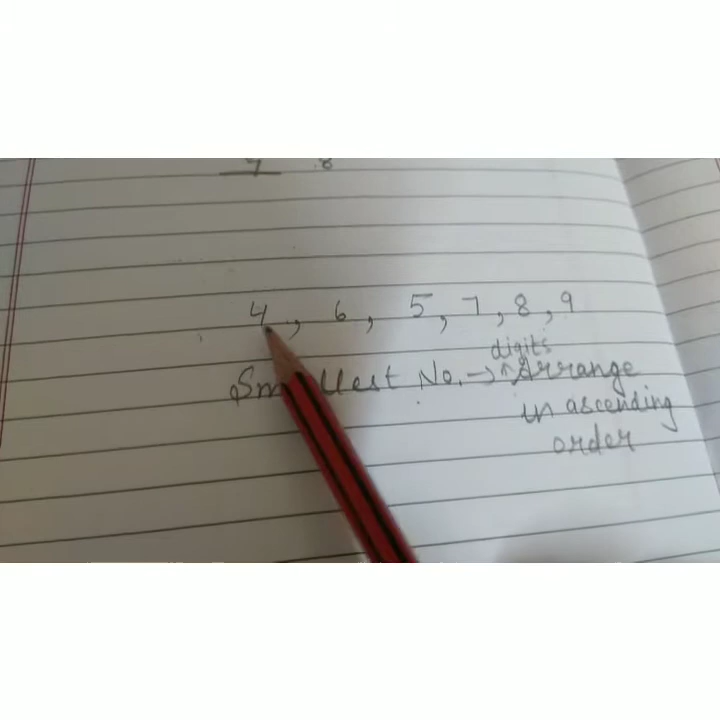 4, 6, 5, 7, 8, 9
digits
Smallest No. → Arrange
in ascending
order